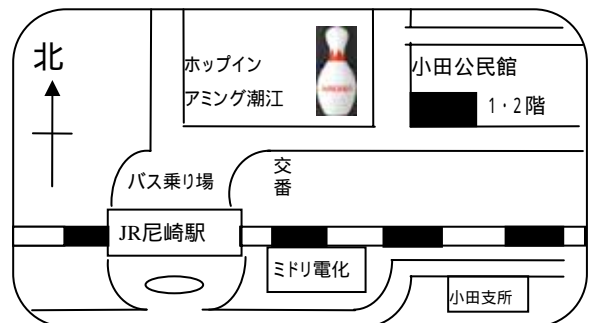 北
ホップイン
アミング潮江
小田公民館
1・2階
バス乗り場
交番
JR尼崎駅
ミドリ電化
小田支所